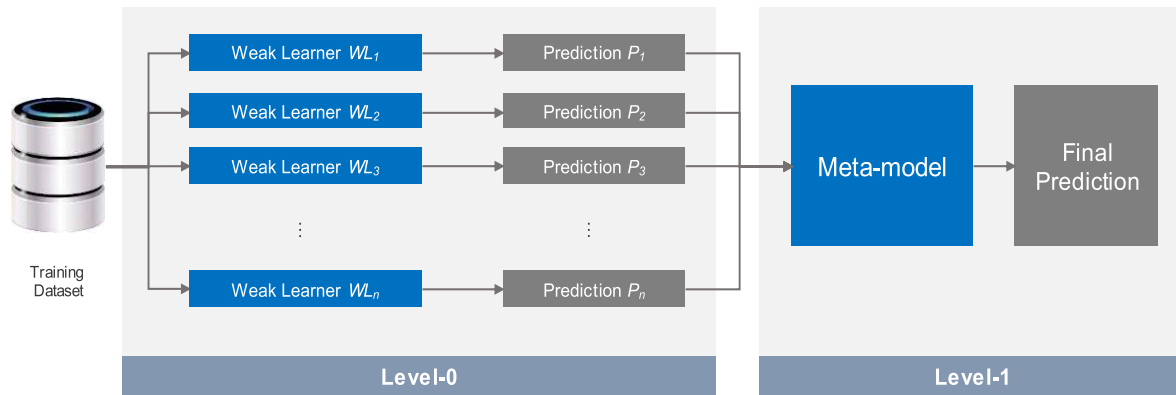 Weak Learner WL1
Prediction P1
Weak Learner WL2
Prediction P2
Weak Learner WL3
Prediction P3
⋮
⋮
Weak Learner WLn
Prediction Pn
Training
Dataset
Meta-model
Final
Prediction
Level-0
Level-1